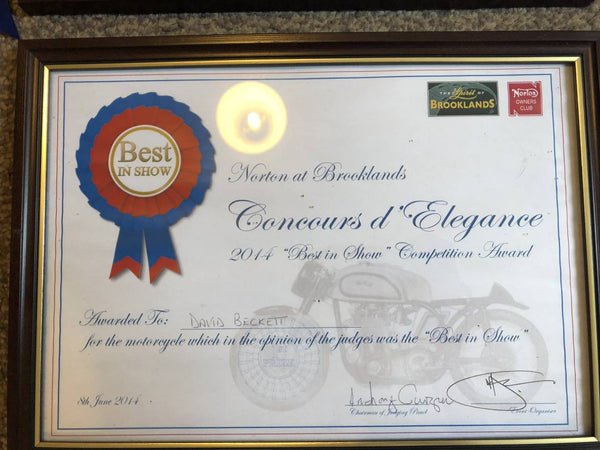 THE Spirit OF
BROOKLANDS
Norton
OWNERS
CLUB
Best
IN SHOW
Norton at Brooklands
Concours d'Elegance
2014 "Best in Show" Competition Award
Awarded To: DAVID BECKETT
for the motorcycle which in the opinion of the judges was the "Best in Show"
8th June 2014
Chairman of Judging Panel